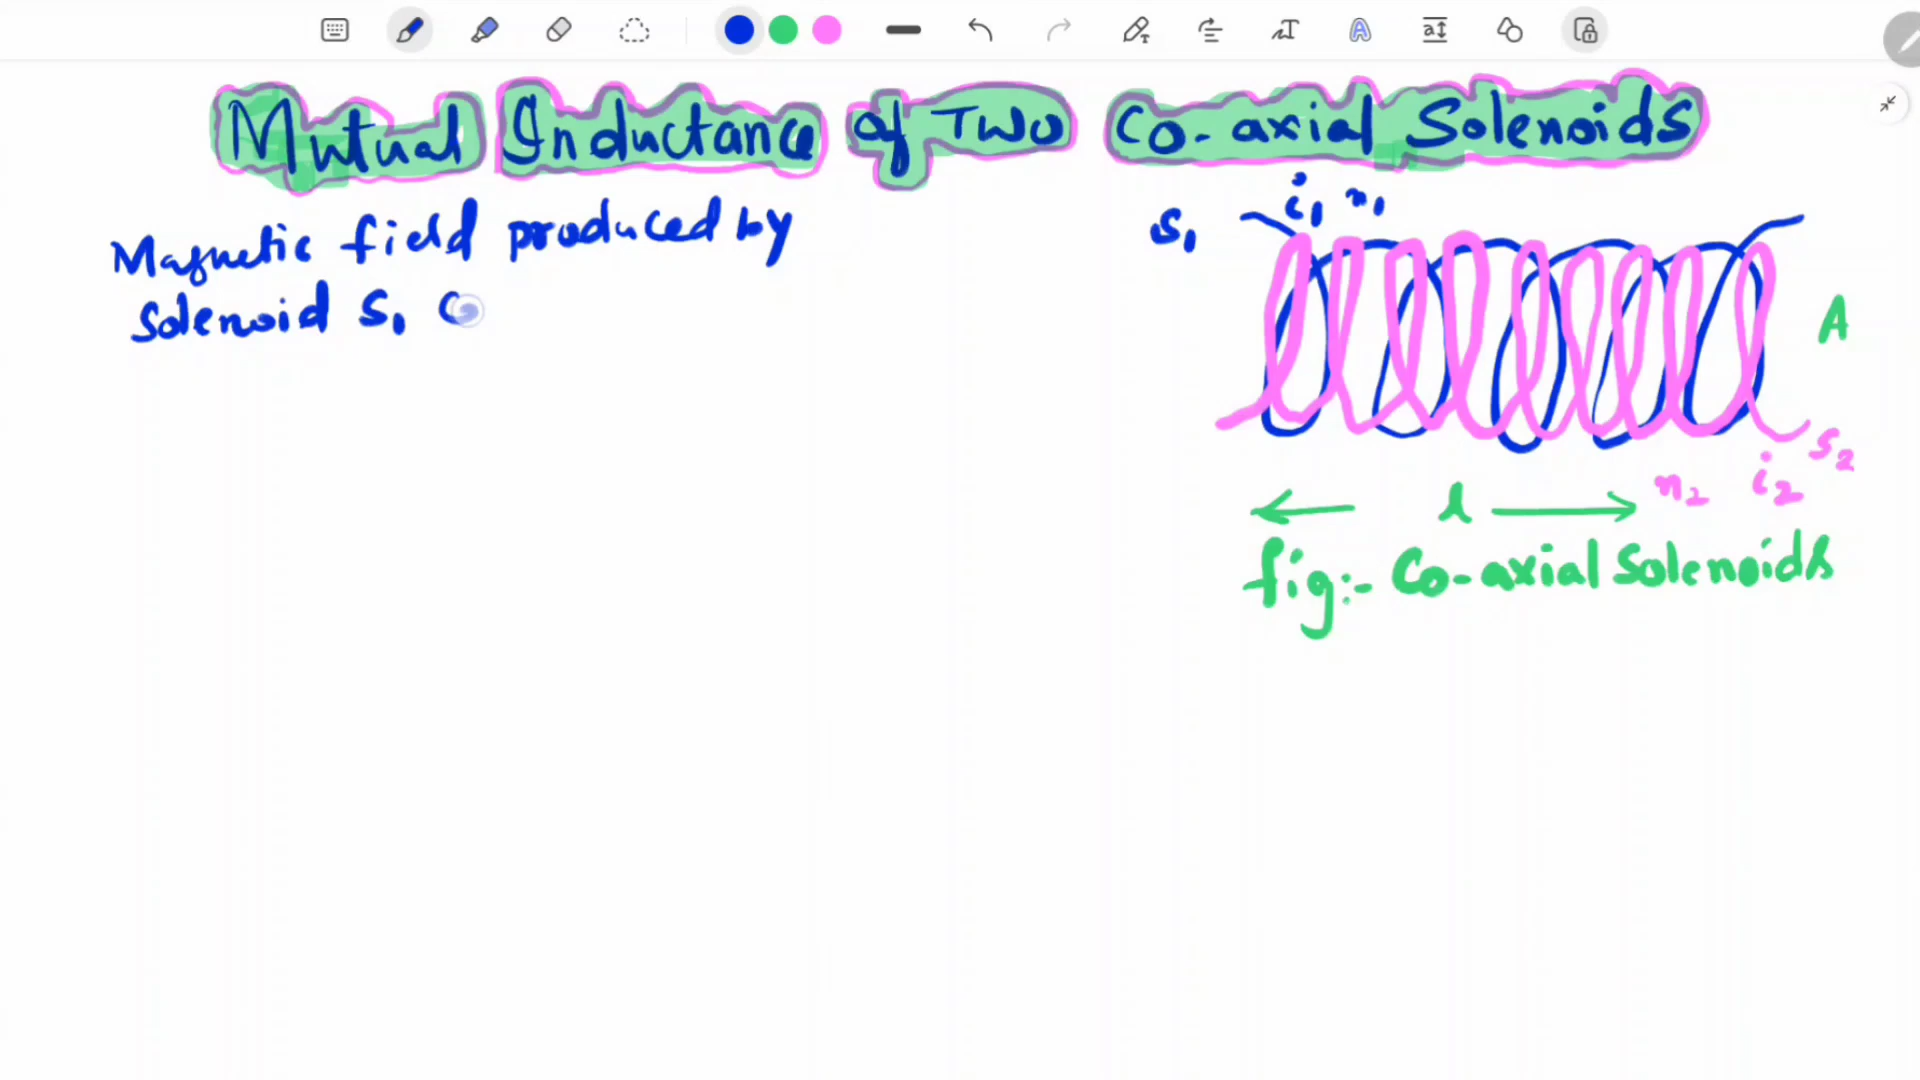 Mutual Inductance of Two Co-axial Solenoids
Magnetic field produced by
Solenoid S₁
S₁ i₁ n₁
A
S₂
l n₂ i₂
fig:- Co-axial Solenoids